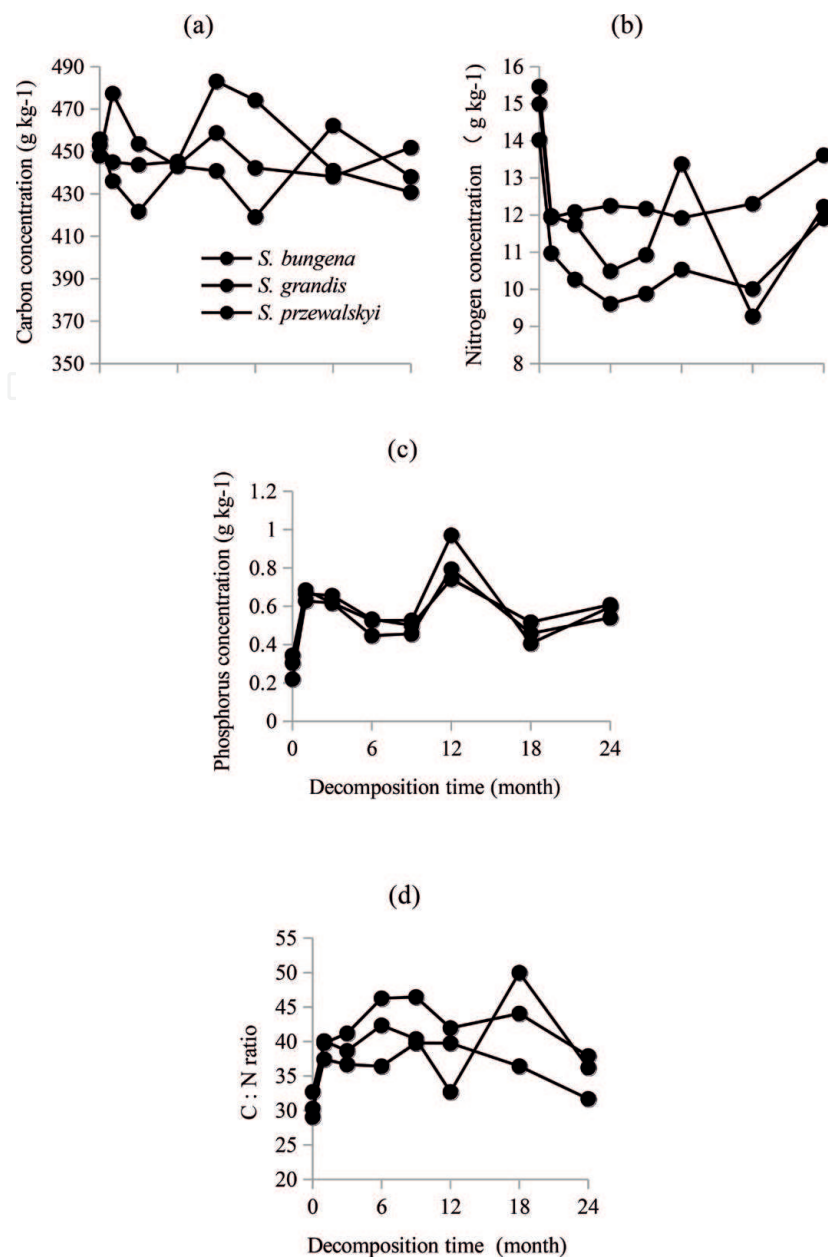 (a)
490
470
450
430
410
390
370
350
Carbon concentration (g kg-1)
S. bungena
S. grandis
S. przewalskyi
(b)
16
15
14
13
12
11
10
9
8
Nitrogen concentration （ g kg-1)
(c)
1.2
1
0.8
0.6
0.4
0.2
0
Phosphorus concentration (g kg-1)
0 6 12 18 24
Decomposition time (month)
(d)
55
50
45
40
35
30
25
20
C : N ratio
0 6 12 18 24
Decomposition time (month)